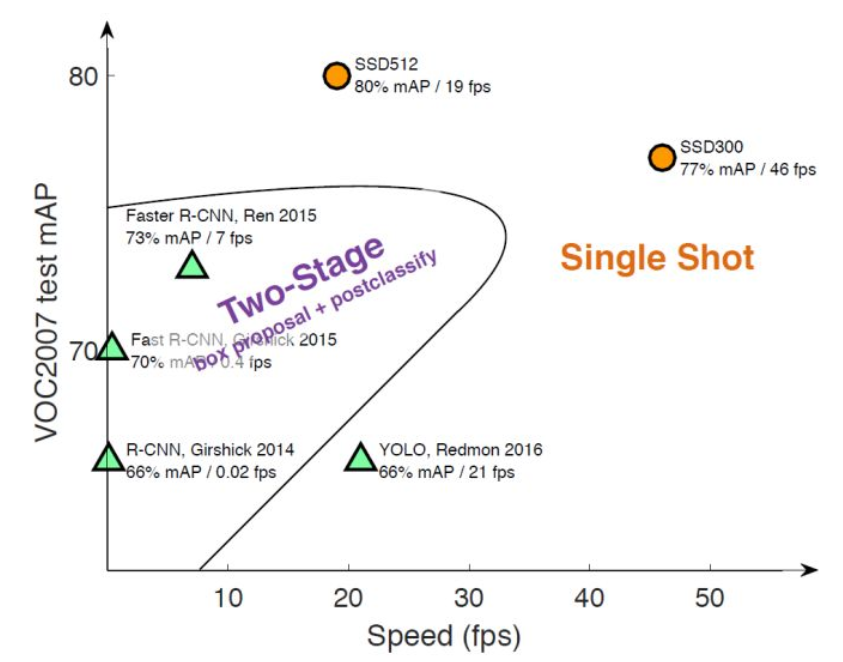 80
SSD512
80% mAP / 19 fps
SSD300
77% mAP / 46 fps
Faster R-CNN, Ren 2015
73% mAP / 7 fps
Two-Stage
box proposal + postclassify
Single Shot
VOC2007 test mAP
70
Fast R-CNN, Girshick 2015
70% mAP / 0.4 fps
R-CNN, Girshick 2014
66% mAP / 0.02 fps
YOLO, Redmon 2016
66% mAP / 21 fps
10 20 30 40 50
Speed (fps)